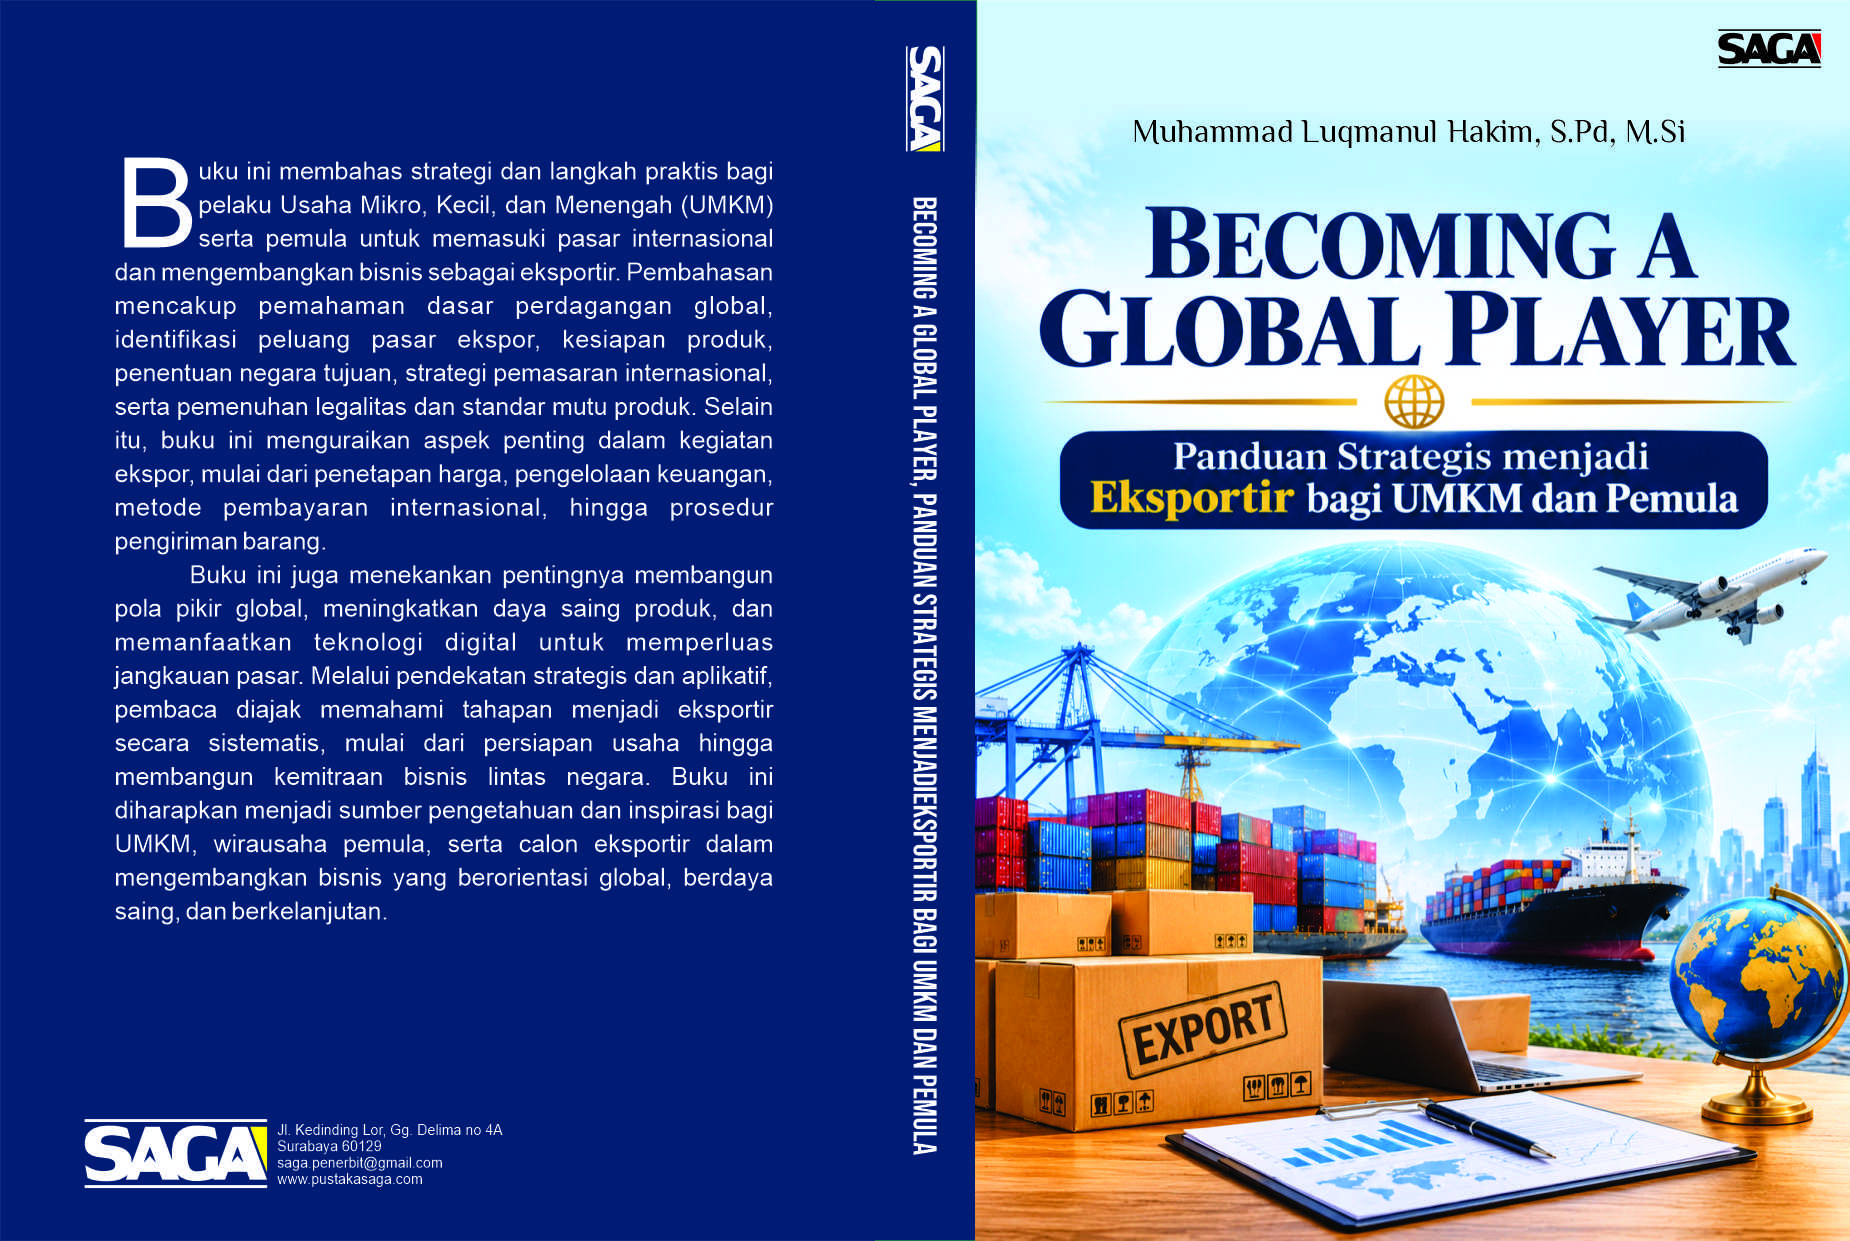 Buku ini membahas strategi dan langkah praktis bagi
pelaku Usaha Mikro, Kecil, dan Menengah (UMKM)
serta pemula untuk memasuki pasar internasional
dan mengembangkan bisnis sebagai eksportir. Pembahasan
mencakup pemahaman dasar perdagangan global,
identifikasi peluang pasar ekspor, kesiapan produk,
penentuan negara tujuan, strategi pemasaran internasional,
serta pemenuhan legalitas dan standar mutu produk. Selain
itu, buku ini menguraikan aspek penting dalam kegiatan
ekspor, mulai dari penetapan harga, pengelolaan keuangan,
metode pembayaran internasional, hingga prosedur
pengiriman barang.
Buku ini juga menekankan pentingnya membangun
pola pikir global, meningkatkan daya saing produk, dan
memanfaatkan teknologi digital untuk memperluas
jangkauan pasar. Melalui pendekatan strategis dan aplikatif,
pembaca diajak memahami tahapan menjadi eksportir
secara sistematis, mulai dari persiapan usaha hingga
membangun kemitraan bisnis lintas negara. Buku ini
diharapkan menjadi sumber pengetahuan dan inspirasi bagi
UMKM, wirausaha pemula, serta calon eksportir dalam
mengembangkan bisnis yang berorientasi global, berdaya
saing, dan berkelanjutan.
SAGA
Jl. Kedinding Lor, Gg. Delima no 4A
Surabaya 60129
saga.penerbit@gmail.com
www.pustakasaga.com
SAGA
BECOMING A GLOBAL PLAYER, PANDUAN STRATEGIS MENJADIEKSPORTIR BAGI UMKM DAN PEMULA
SAGA
Muhammad Luqmanul Hakim, S.Pd, M.Si
BECOMING A
GLOBAL PLAYER
Panduan Strategis menjadi
Eksportir bagi UMKM dan Pemula
EXPORT